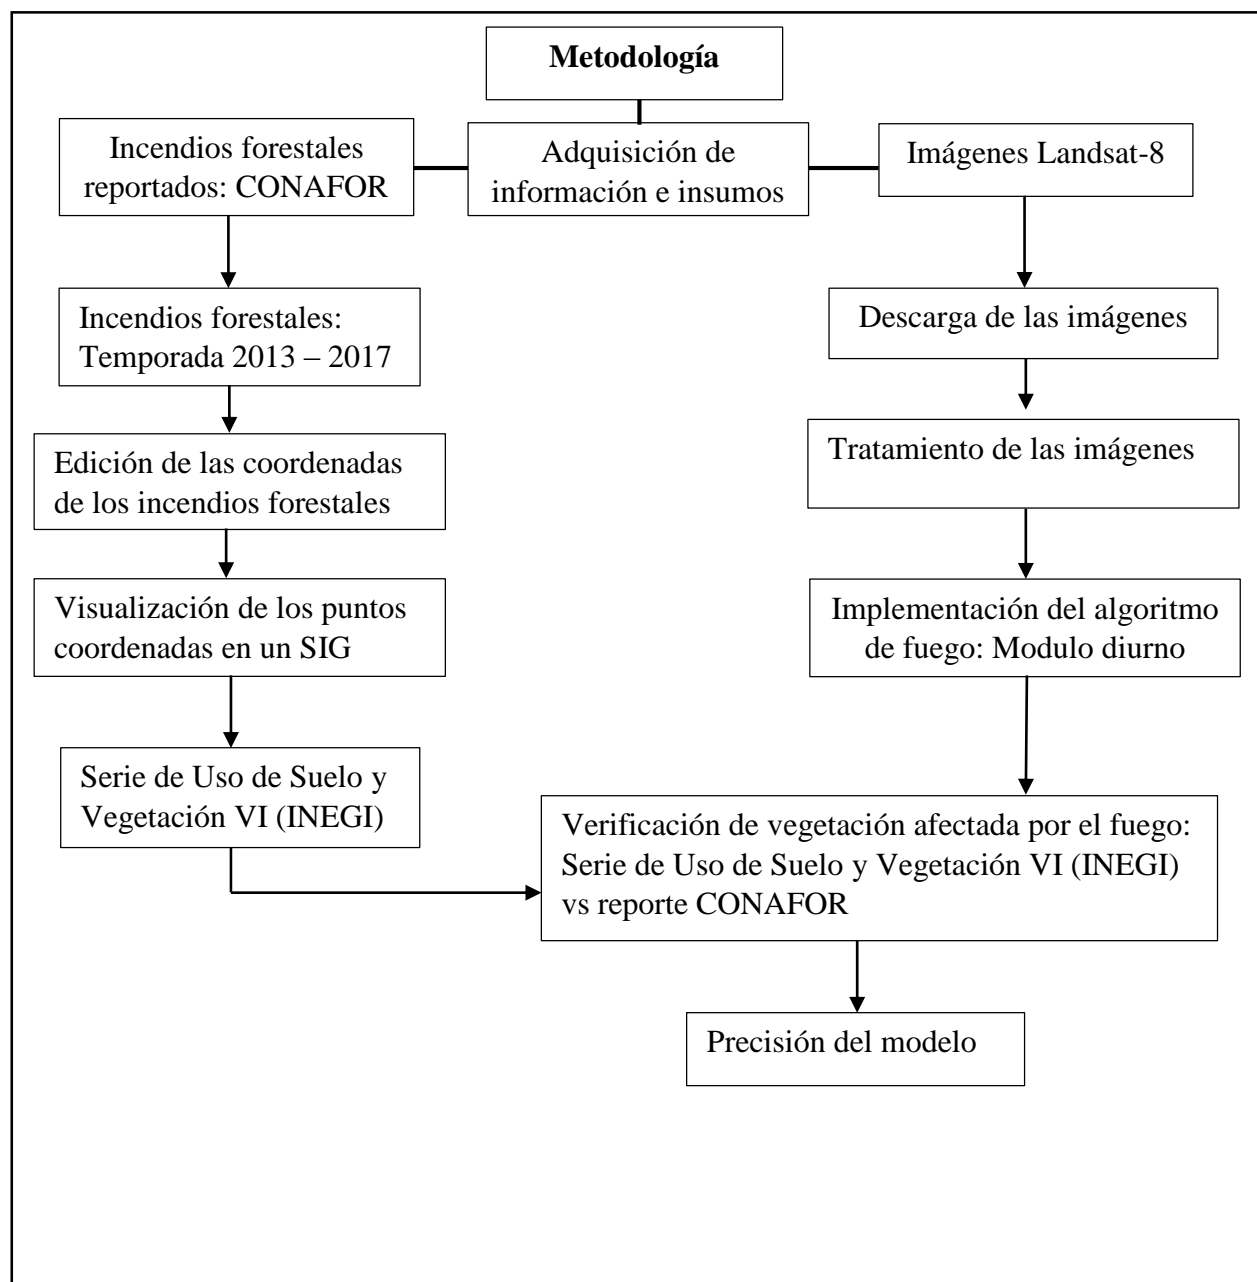 Metodología
Incendios forestales
reportados: CONAFOR
Adquisición de
información e insumos
Imágenes Landsat-8
Incendios forestales:
Temporada 2013 – 2017
Descarga de las imágenes
Edición de las coordenadas
de los incendios forestales
Tratamiento de las imágenes
Visualización de los puntos
coordenadas en un SIG
Implementación del algoritmo
de fuego: Modulo diurno
Serie de Uso de Suelo y
Vegetación VI (INEGI)
Verificación de vegetación afectada por el fuego:
Serie de Uso de Suelo y Vegetación VI (INEGI)
vs reporte CONAFOR
Precisión del modelo